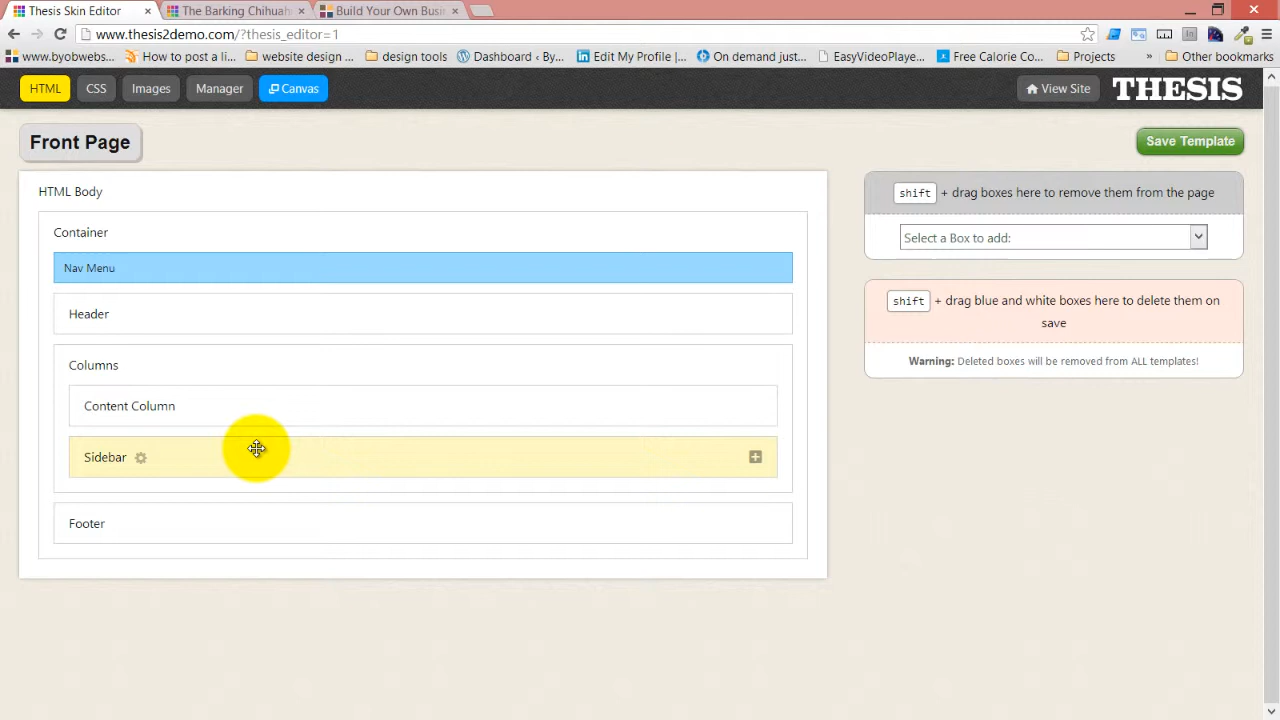 Thesis Skin Editor
The Barking Chihuah
Build Your Own Busi
www.thesis2demo.com/?thesis_editor=1
www.byobwebs...
How to post a li...
website design ...
design tools
Dashboard ‹ By...
Edit My Profile |...
On demand just...
EasyVideoPlaye...
Free Calorie Co...
Projects
»
Other bookmarks
HTML
CSS
Images
Manager
Canvas
View Site
THESIS
Front Page
Save Template
HTML Body
Container
Nav Menu
Header
Columns
Content Column
Sidebar
Footer
shift + drag boxes here to remove them from the page
Select a Box to add:
shift + drag blue and white boxes here to delete them on
save
Warning: Deleted boxes will be removed from ALL templates!